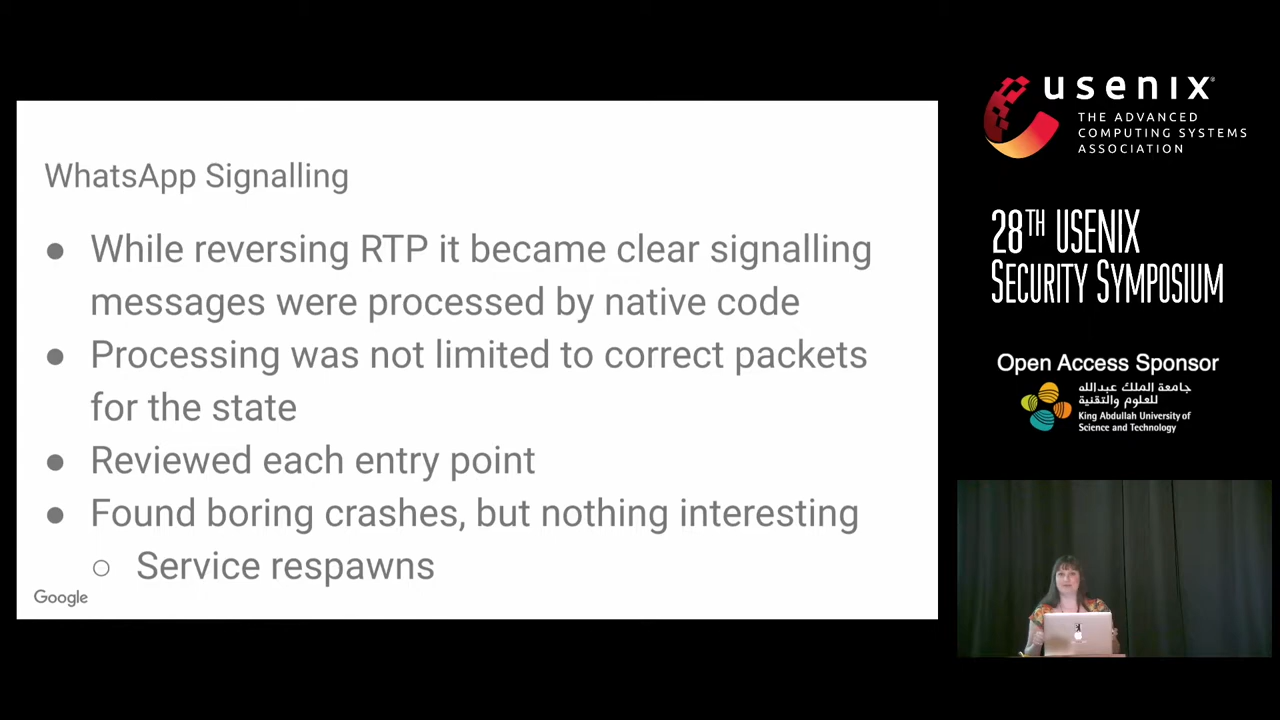 WhatsApp Signalling
● While reversing RTP it became clear signalling
messages were processed by native code
● Processing was not limited to correct packets
for the state
● Reviewed each entry point
● Found boring crashes, but nothing interesting
○ Service respawns
Google
usenix
THE ADVANCED
COMPUTING SYSTEMS
ASSOCIATION
28TH USENIX
SECURITY SYMPOSIUM
Open Access Sponsor
جامعة الملك عبدالله
للعلوم والتقنية
King Abdullah University of
Science and Technology